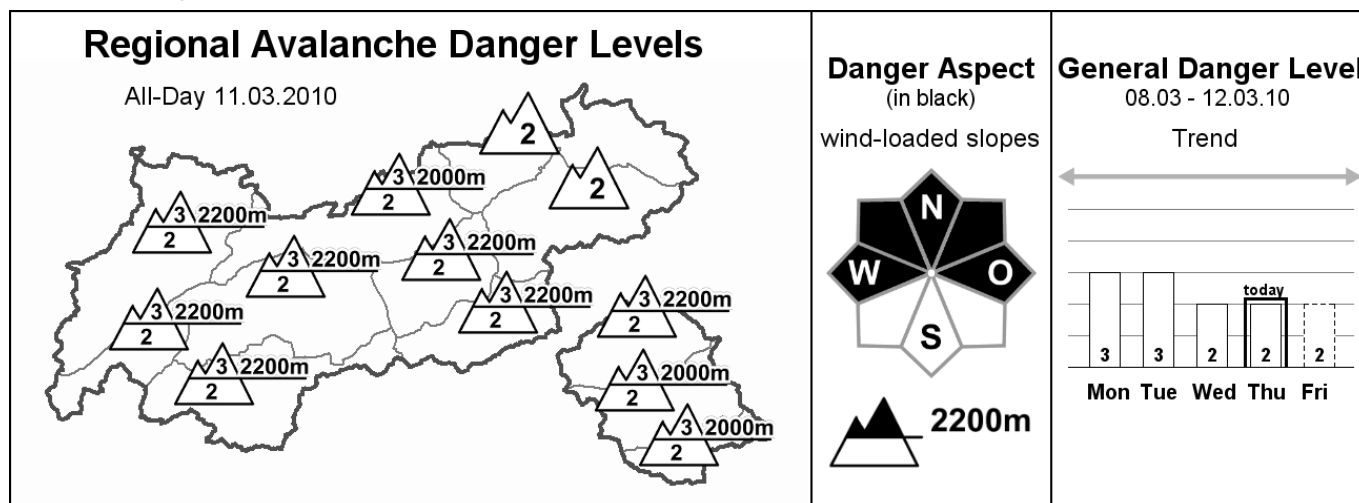 Regional Avalanche Danger Levels
All-Day 11.03.2010
2
2
3 2000m
2
3 2200m
2
3 2200m
2
3 2200m
2
3 2200m
2
3 2200m
2
3 2200m
2
3 2200m
2
3 2000m
2
3 2000m
2
Danger Aspect
(in black)
wind-loaded slopes
N
W
O
S
2200m
General Danger Level
08.03 - 12.03.10
Trend
today
3 3 2 2 2
Mon Tue Wed Thu Fri